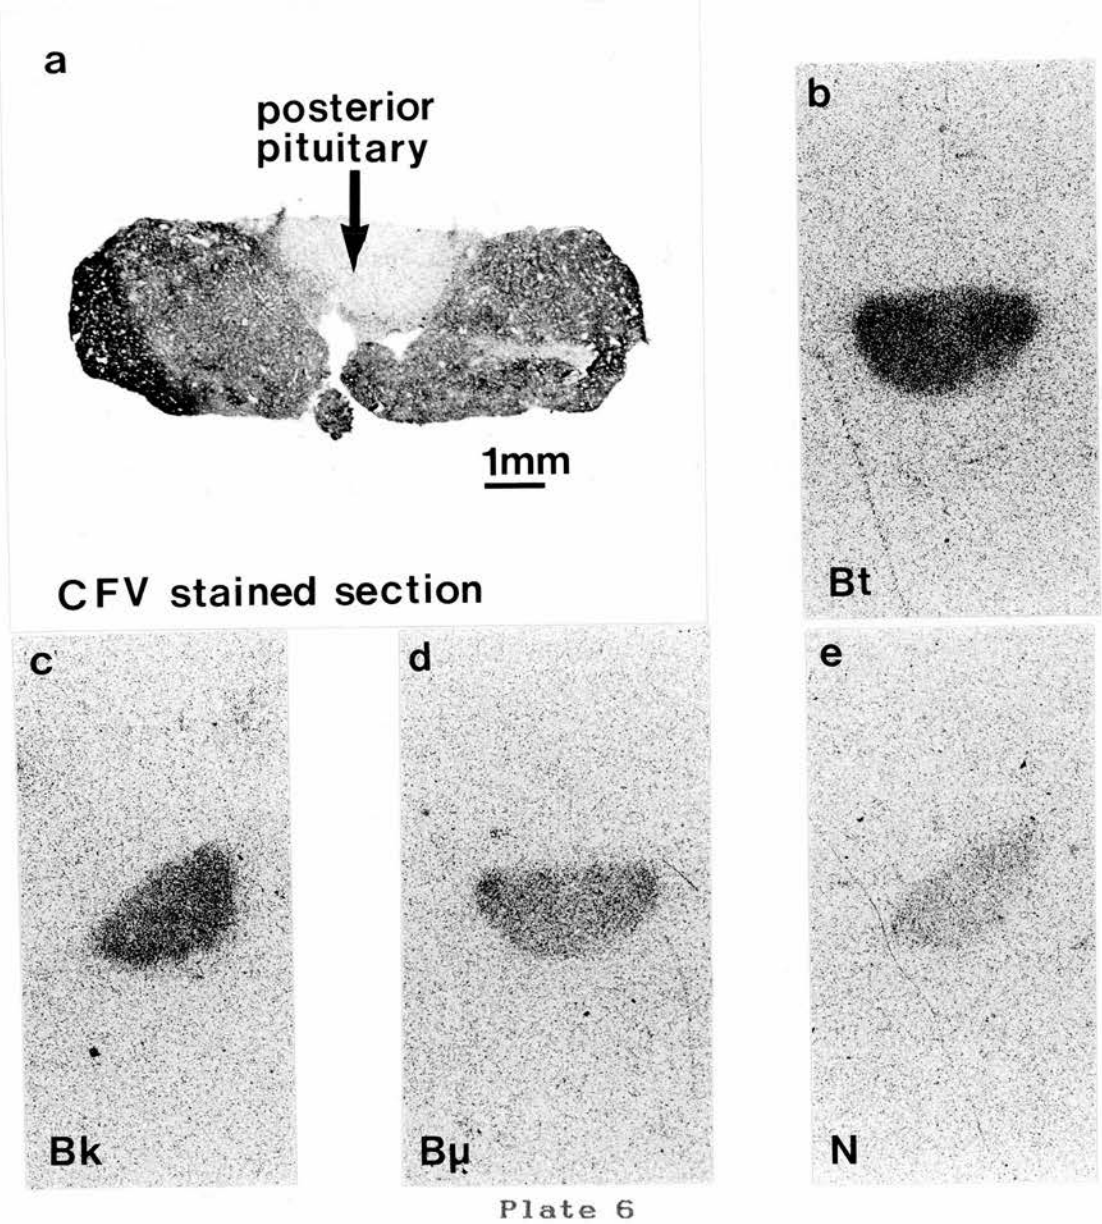 a
posterior
pituitary
1mm
CFV stained section
b
Bt
c
Bk
d
Bµ
e
N
Plate 6